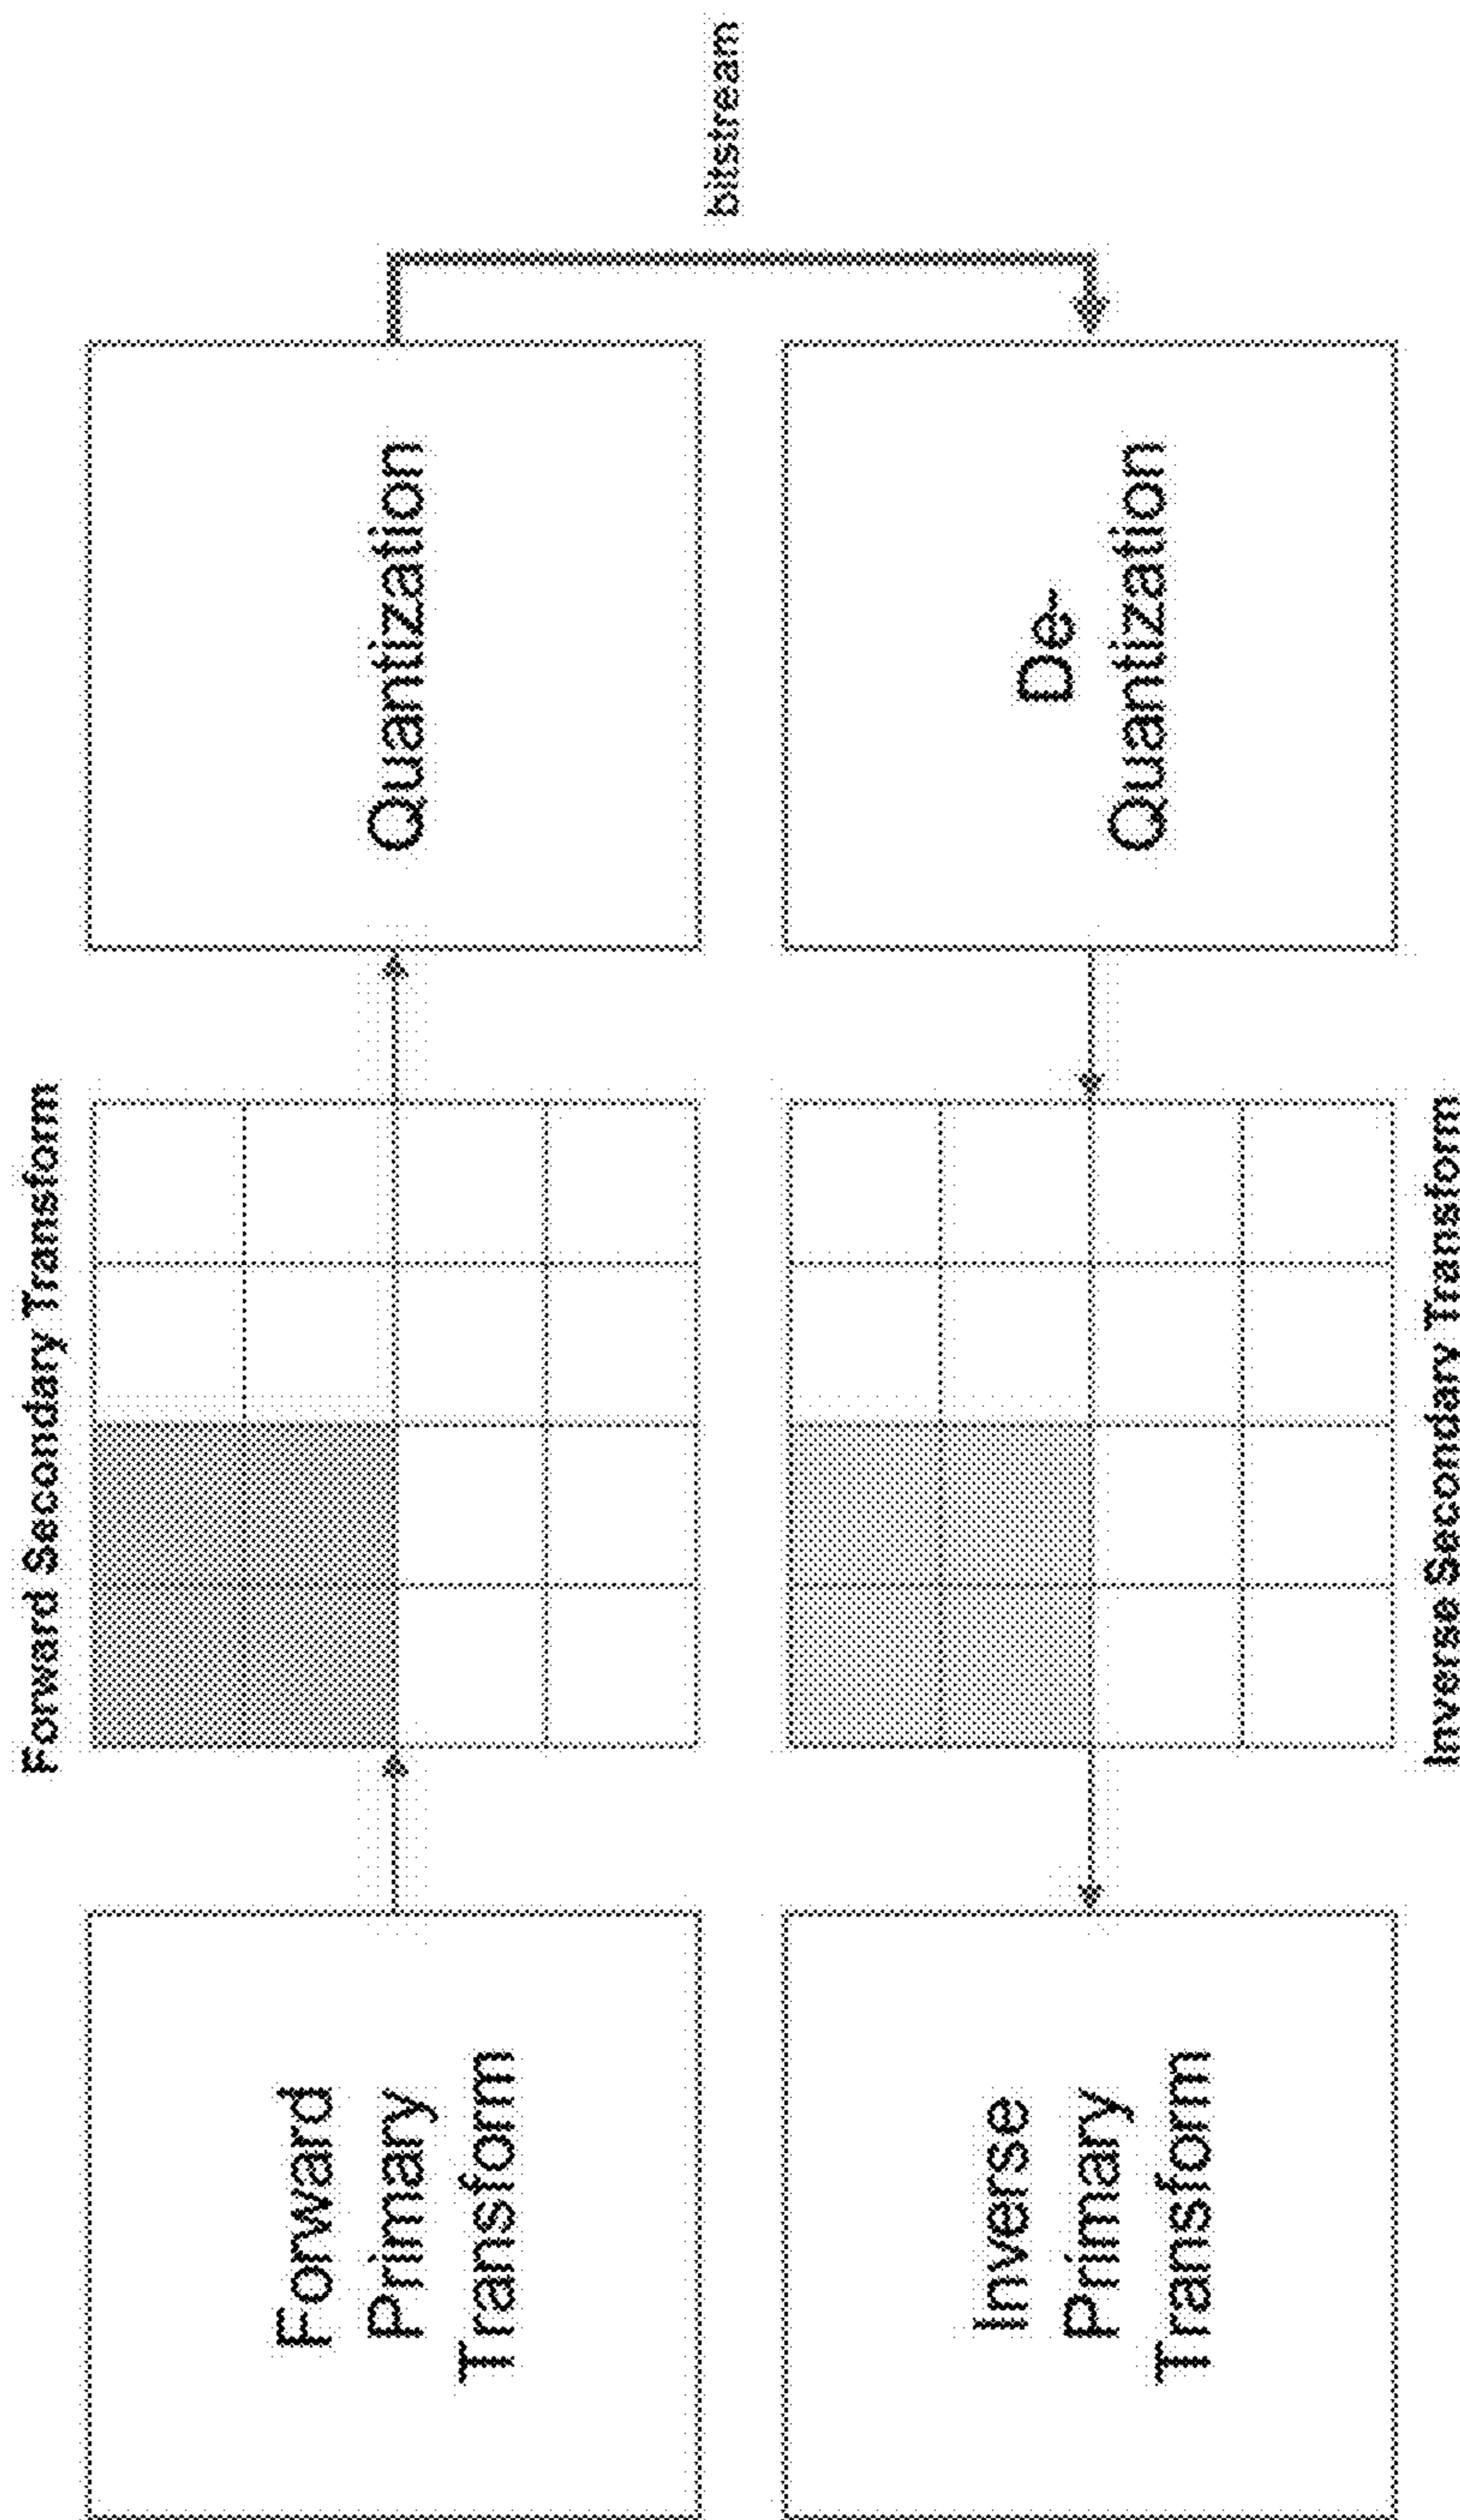 Forward Secondary Transform
Forward
Primary
Transform
Quantization
bitstream
Inverse
Primary
Transform
De-
Quantization
Inverse Secondary Transform